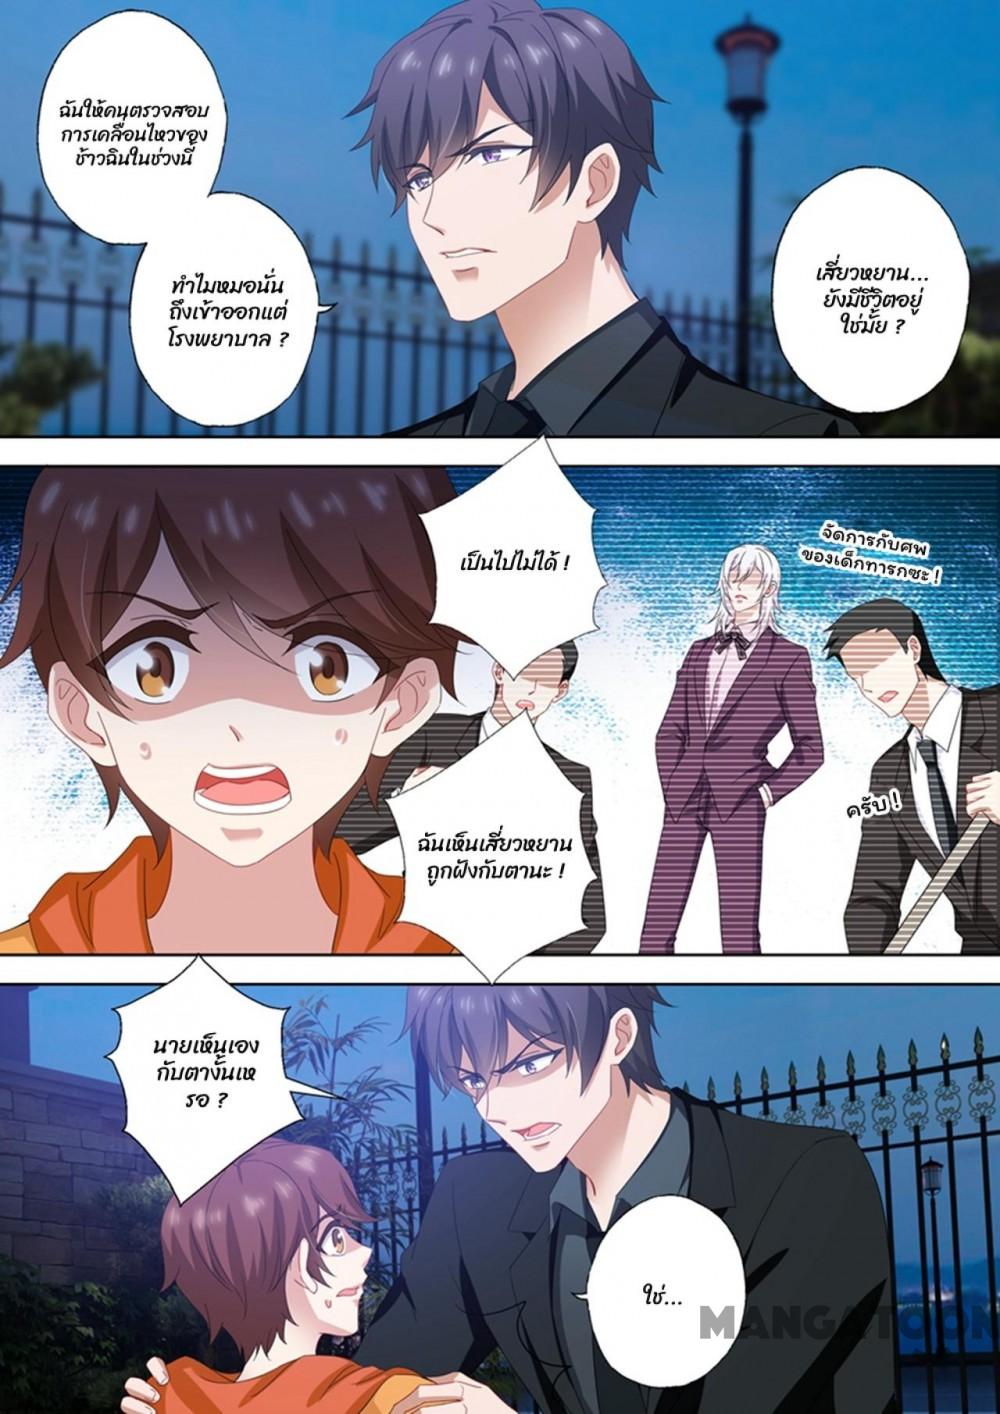 ฉันให้คนตรวจสอบ
การเคลื่อนไหวของ
ช้าวฉินในช่วงนี้
ทำไมหมอนั่น
ถึงเข้าออกแต่
โรงพยาบาล ?
เสี่ยวหยาน...
ยังมีชีวิตอยู่
ใช่มั้ย ?
เป็นไปไม่ได้ !
จัดการกับศพ
ของเด็กทารกซะ !
ครับ !
ฉันเห็นเสี่ยวหยาน
ถูกฝังกับตานะ !
นายเห็นเอง
กับตางั้นเห
รอ ?
ใช่...
MANGATOON